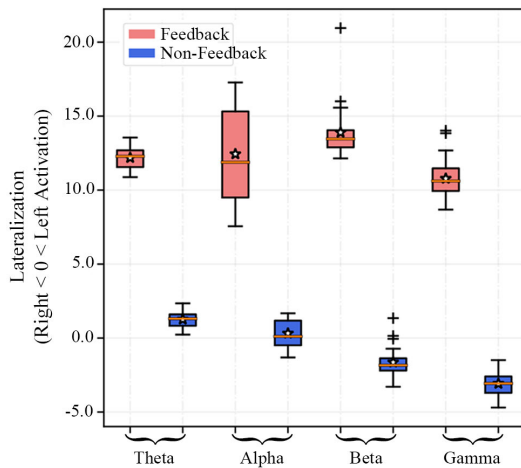 Feedback
Non-Feedback
20.0
15.0
10.0
5.0
0.0
-5.0
Lateralization
(Right < 0 < Left Activation)
Theta
Alpha
Beta
Gamma